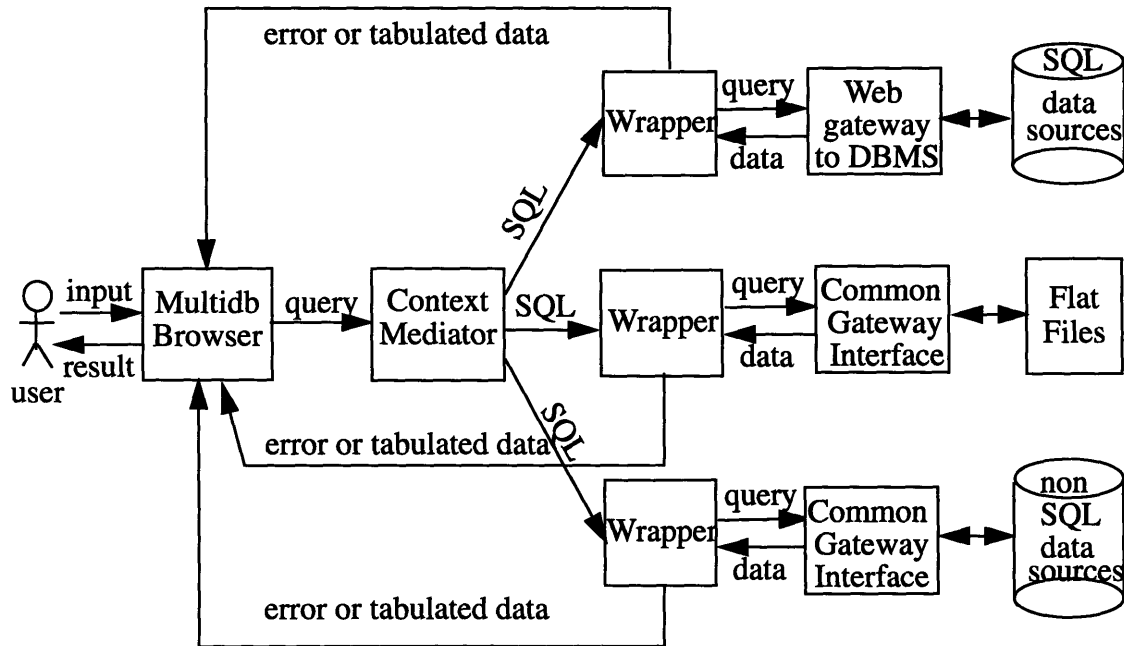 error or tabulated data
Wrapper
query
data
Web
gateway
to DBMS
SQL
data
sources
SQL
user
input
result
Multidb
Browser
query
Context
Mediator
SQL
Wrapper
query
data
Common
Gateway
Interface
Flat
Files
error or tabulated data
SQL
Wrapper
query
data
Common
Gateway
Interface
non
SQL
data
sources
error or tabulated data